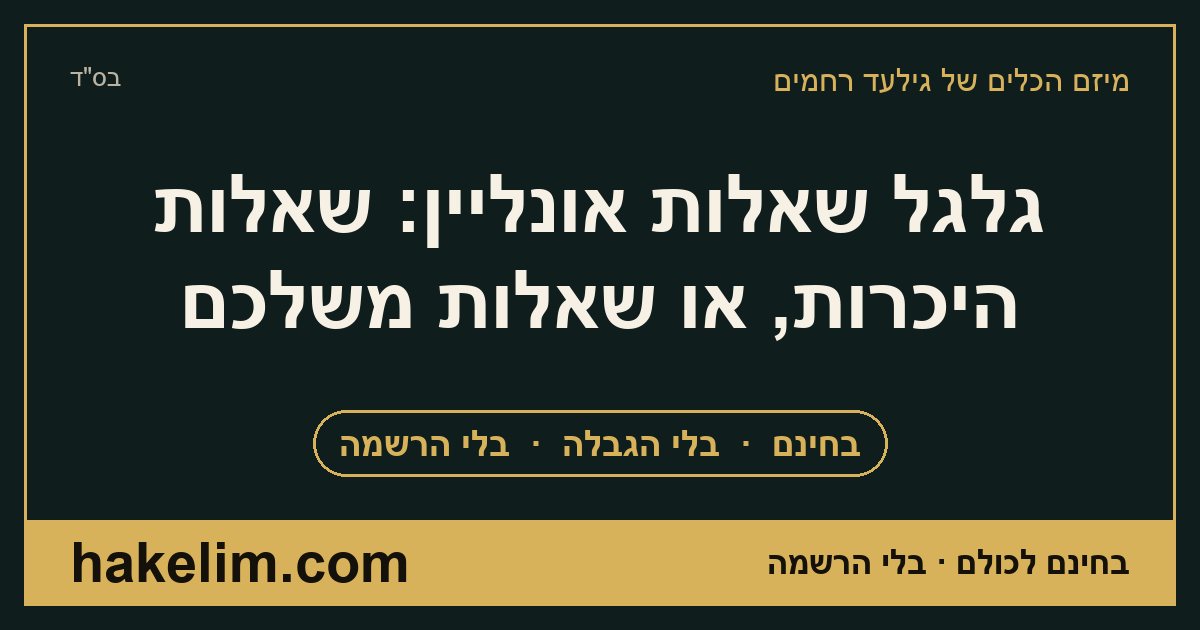 מיזם הכלים של גילעד רחמים
בס"ד
גלגל שאלות אונליין: שאלות
היכרות, או שאלות משלכם
בחינם · בלי הגבלה · בלי הרשמה
בחינם לכולם · בלי הרשמה
hakelim.com